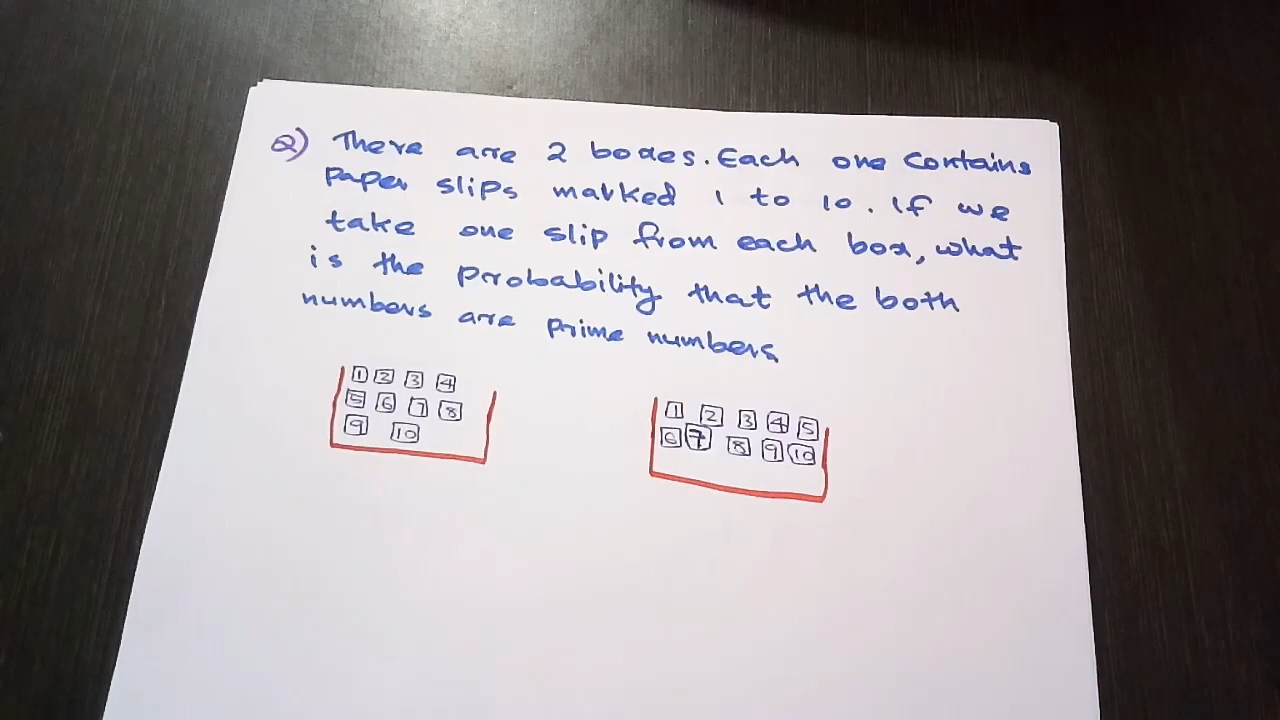 Q) There are 2 boxes. Each one contains
paper slips marked 1 to 10. If we
take one slip from each box, what
is the probability that the both
numbers are prime numbers
1 2 3 4
5 6 7 8
9 10
1 2 3 4 5
6 7 8 9 10